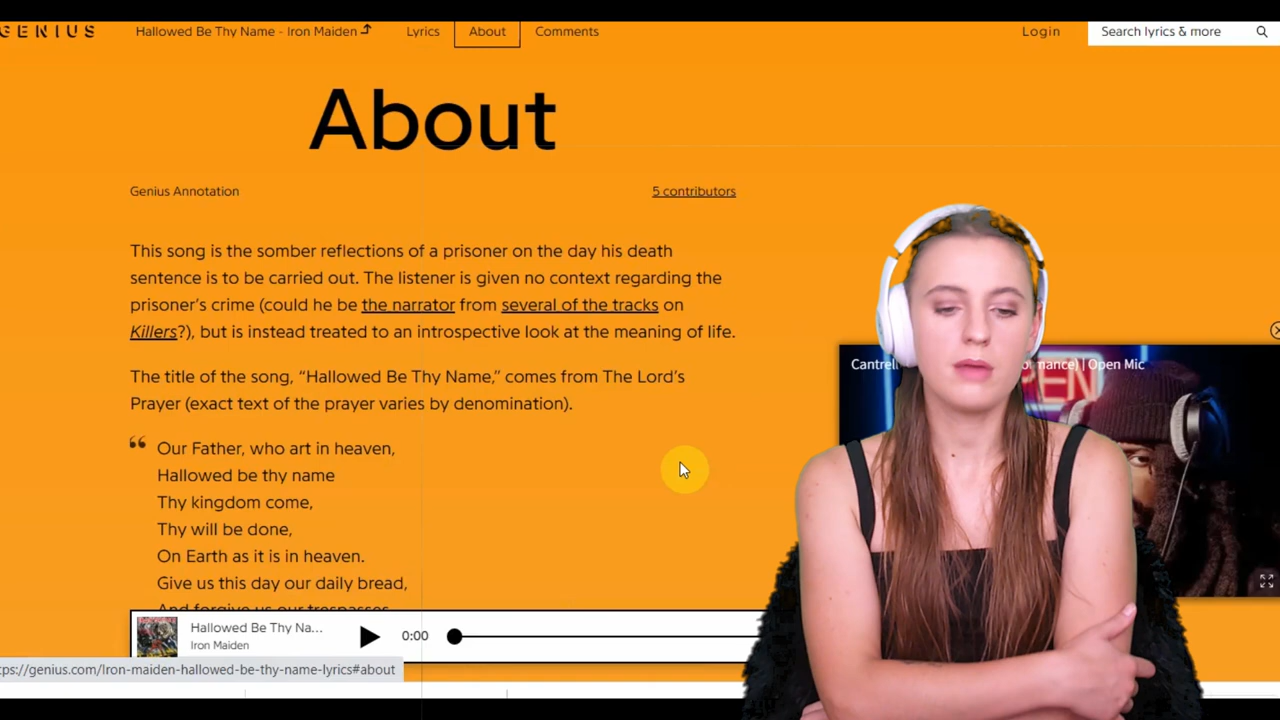 GENIUS
Hallowed Be Thy Name - Iron Maiden
Lyrics
About
Comments
Login
Search lyrics & more
About
Genius Annotation
5 contributors
This song is the somber reflections of a prisoner on the day his death
sentence is to be carried out. The listener is given no context regarding the
prisoner's crime (could he be the narrator from several of the tracks on
Killers?), but is instead treated to an introspective look at the meaning of life.
The title of the song, “Hallowed Be Thy Name,” comes from The Lord's
Prayer (exact text of the prayer varies by denomination).
“ Our Father, who art in heaven,
Hallowed be thy name
Thy kingdom come,
Thy will be done,
On Earth as it is in heaven.
Give us this day our daily bread,
And forgive us our trespasses
Cantrell
| Open Mic
Hallowed Be Thy Na...
Iron Maiden
0:00
tps://genius.com/Iron-maiden-hallowed-be-thy-name-lyrics#about